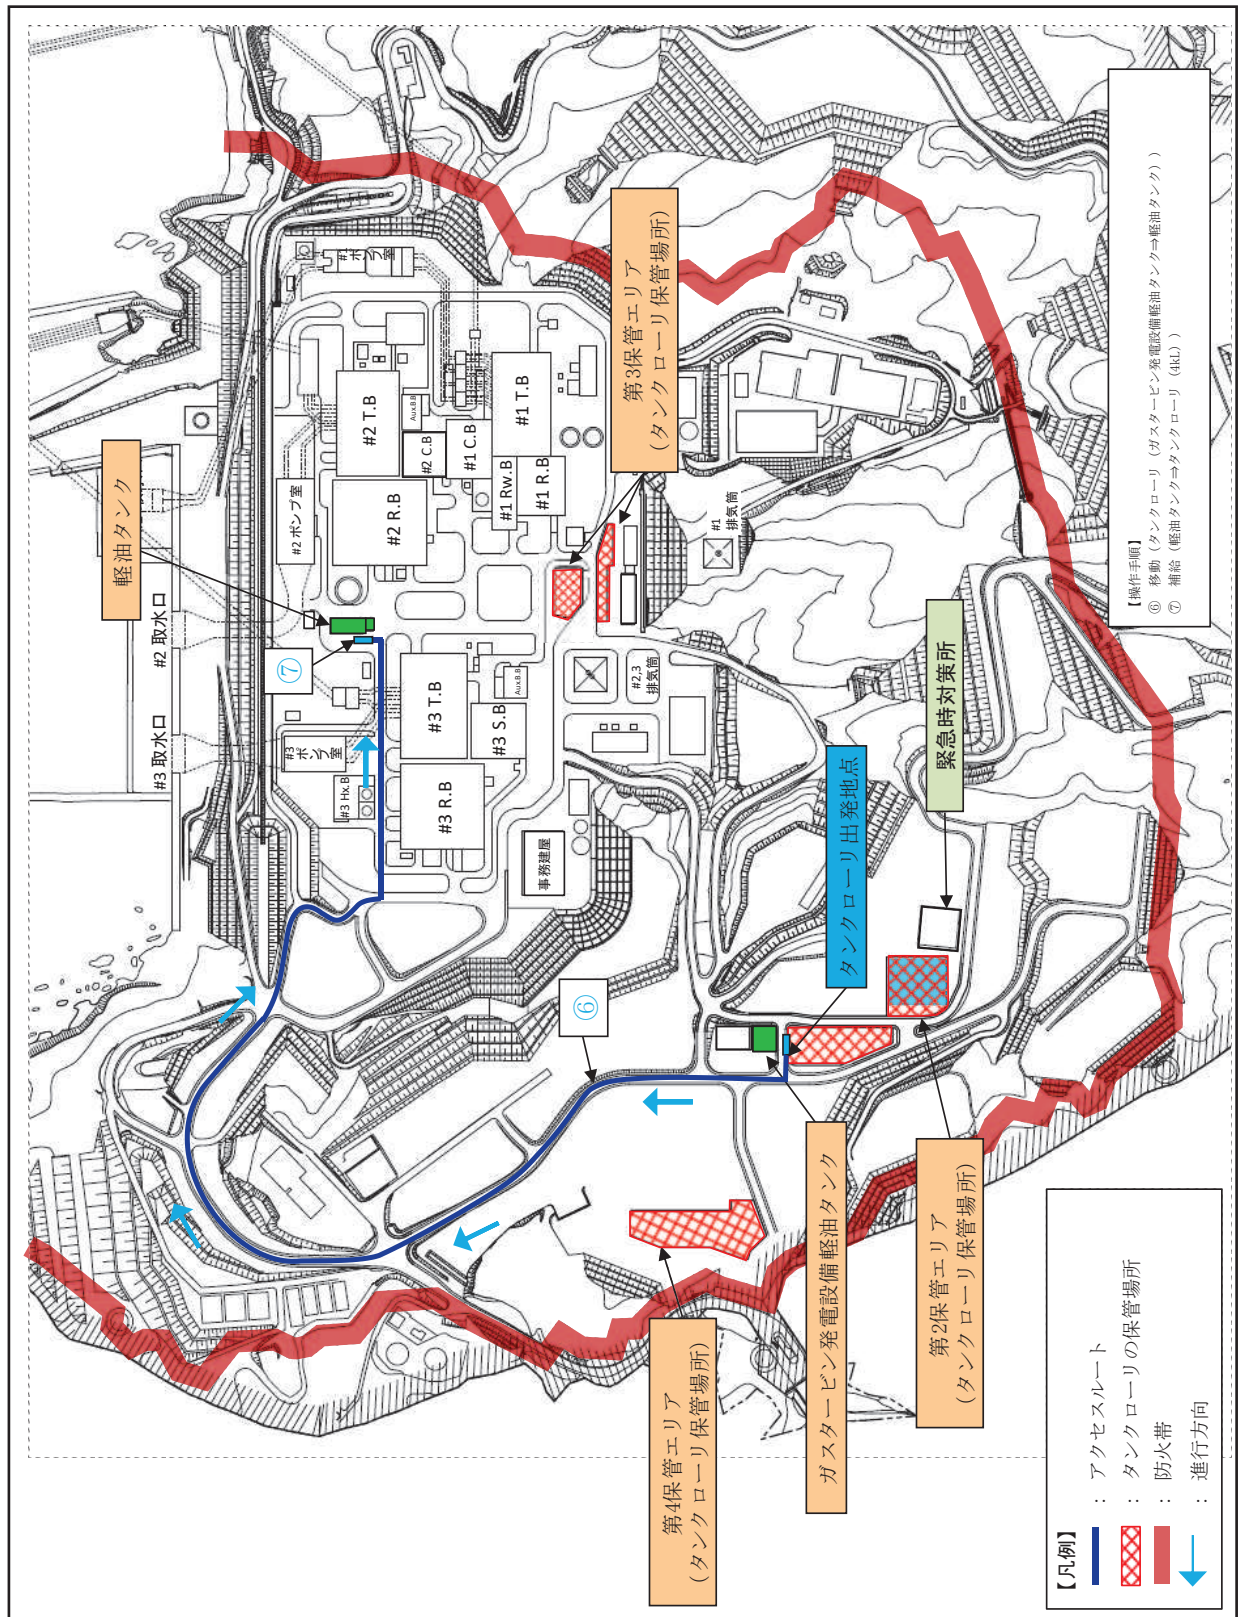 #3 取水口
#2 取水口
軽油タンク
⑦
#3
ポンプ室
#3 Hx.B
#2 ポンプ室
#1
ポンプ室
#3 R.B
#3 T.B
#3 S.B
Aux.B.B
#2 R.B
#2 T.B
#2 C.B
Aux.B.B
#1 C.B
#1 Rw.B
#1 R.B
#1 T.B
事務建屋
#2,3
排気筒
#1
排気筒
第3保管エリア
(タンクローリ保管場所)
⑥
タンクローリ出発地点
緊急時対策所
第4保管エリア
(タンクローリ保管場所)
ガスタービン発電設備軽油タンク
第2保管エリア
(タンクローリ保管場所)
【凡例】
: アクセスルート
: タンクローリの保管場所
: 防火帯
: 進行方向
【操作手順】
⑥ 移動 (タンクローリ (ガスタービン発電設備軽油タンク⇒軽油タンク) )
⑦ 補給 (軽油タンク⇒タンクローリ (4kL) )